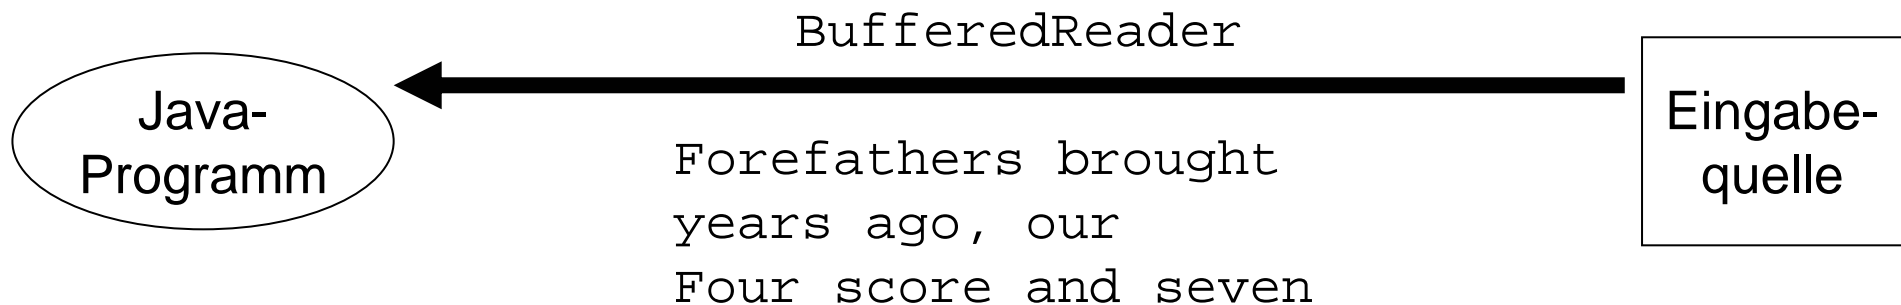 BufferedReader
Java-
Programm
Forefathers brought
years ago, our
Four score and seven
Eingabe-
quelle